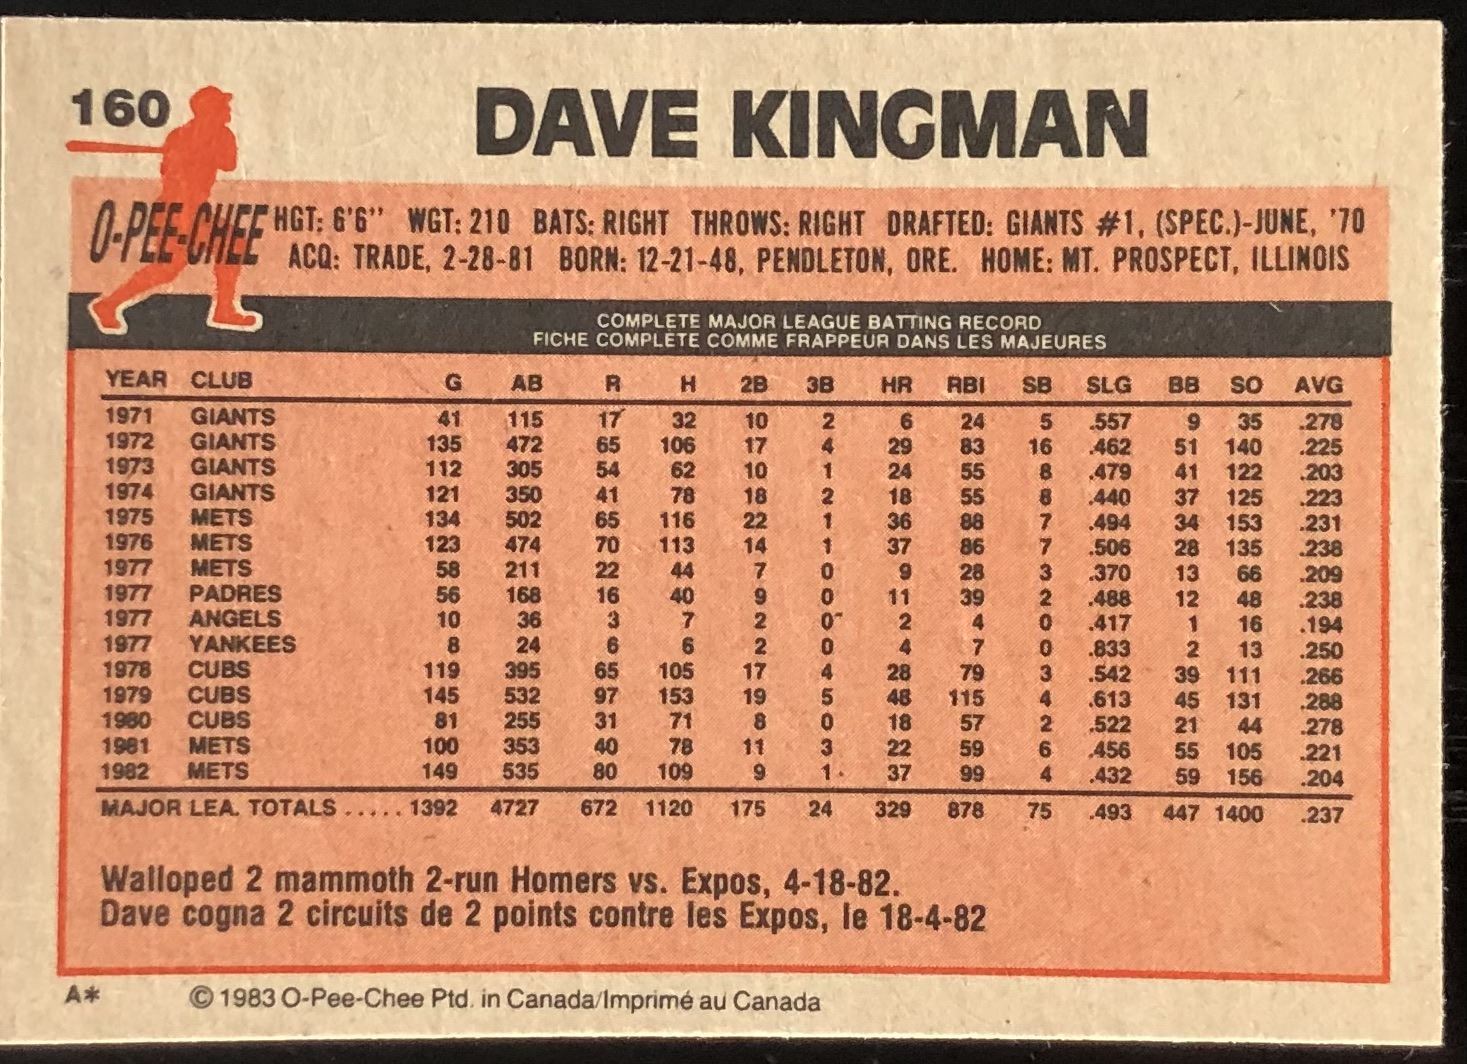 160
DAVE KINGMAN
O-PEE-CHEE
HGT: 6'6" WGT: 210 BATS: RIGHT THROWS: RIGHT DRAFTED: GIANTS #1, (SPEC.)-JUNE, '70
ACQ: TRADE, 2-28-81 BORN: 12-21-48, PENDLETON, ORE. HOME: MT. PROSPECT, ILLINOIS
COMPLETE MAJOR LEAGUE BATTING RECORD
FICHE COMPLETE COMME FRAPPEUR DANS LES MAJEURES
YEAR CLUB G AB R H 2B 3B HR RBI SB SLG BB SO AVG
1971 GIANTS 41 115 17 32 10 2 6 24 5 .557 9 35 .278
1972 GIANTS 135 472 65 106 17 4 29 83 16 .462 51 140 .225
1973 GIANTS 112 305 54 62 10 1 24 55 8 .479 41 122 .203
1974 GIANTS 121 350 41 78 18 2 18 55 8 .440 37 125 .223
1975 METS 134 502 65 116 22 1 36 88 7 .494 34 153 .231
1976 METS 123 474 70 113 14 1 37 86 7 .506 28 135 .238
1977 METS 58 211 22 44 7 0 9 28 3 .370 13 66 .209
1977 PADRES 56 168 16 40 9 0 11 39 2 .488 12 48 .238
1977 ANGELS 10 36 3 7 2 0 2 4 0 .417 1 16 .194
1977 YANKEES 8 24 6 6 2 0 4 7 0 .833 2 13 .250
1978 CUBS 119 395 65 105 17 4 28 79 3 .542 39 111 .266
1979 CUBS 145 532 97 153 19 5 48 115 4 .613 45 131 .288
1980 CUBS 81 255 31 71 8 0 18 57 2 .522 21 44 .278
1981 METS 100 353 40 78 11 3 22 59 6 .456 55 105 .221
1982 METS 149 535 80 109 9 1 37 99 4 .432 59 156 .204
MAJOR LEA. TOTALS ..... 1392 4727 672 1120 175 24 329 878 75 .493 447 1400 .237
Walloped 2 mammoth 2-run Homers vs. Expos, 4-18-82.
Dave cogna 2 circuits de 2 points contre les Expos, le 18-4-82
A* © 1983 O-Pee-Chee Ptd. in Canada/Imprimé au Canada